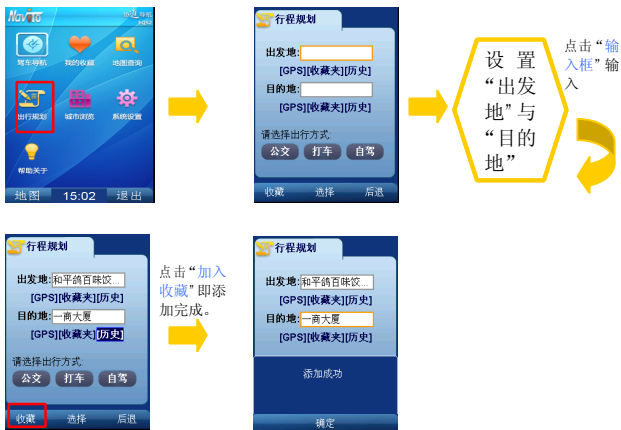 Navito
驾车导航 我的收藏 地图查询
出行规划 城市浏览 系统设置
帮助关于
地图 15:02 退出
行程规划
出发地:
[GPS][收藏夹][历史]
目的地:
[GPS][收藏夹][历史]
请选择出行方式:
公交 打车 自驾
收藏 选择 后退
设 置
“出发
地”与
“目的
地”
点击“输
入框”输
入
行程规划
出发地:和平鸽百味饺...
[GPS][收藏夹][历史]
目的地:一商大厦
[GPS][收藏夹][历史]
请选择出行方式:
公交 打车 自驾
收藏 选择 后退
点击“加入
收藏”即添
加完成。
行程规划
出发地:和平鸽百味饺...
[GPS][收藏夹][历史]
目的地:一商大厦
[GPS][收藏夹][历史]
添加成功
确定